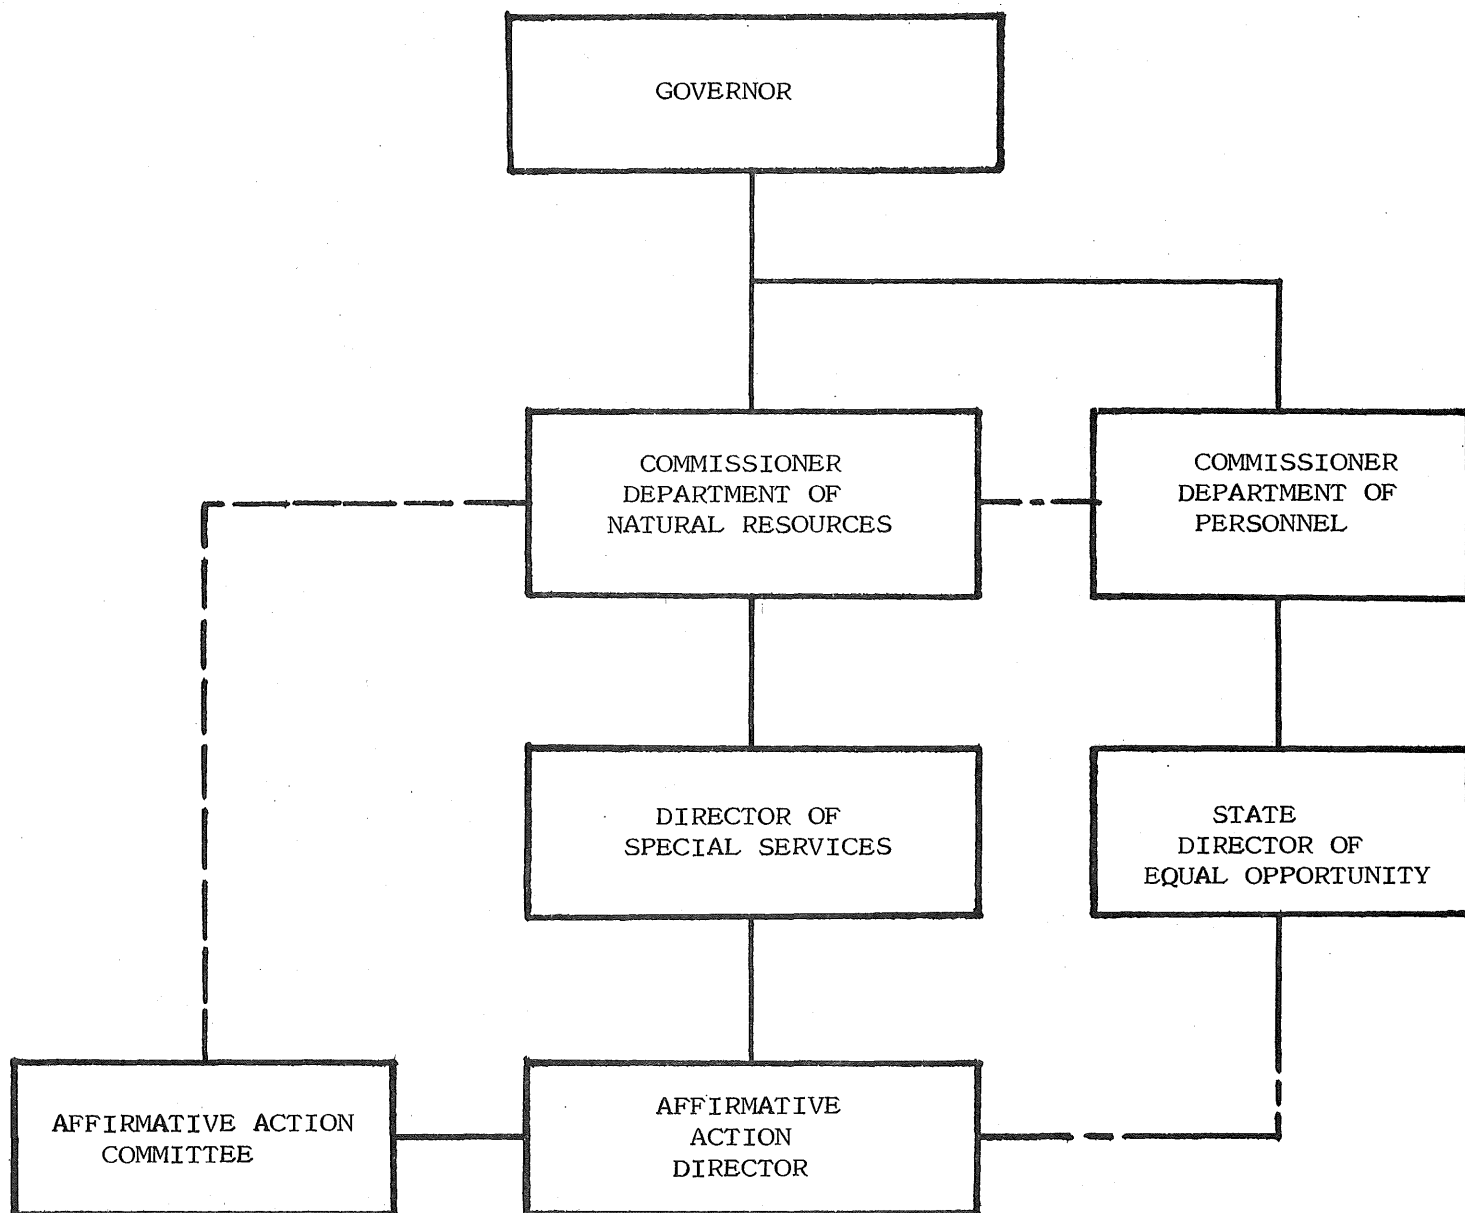 GOVERNOR
COMMISSIONER
DEPARTMENT OF
NATURAL RESOURCES
COMMISSIONER
DEPARTMENT OF
PERSONNEL
DIRECTOR OF
SPECIAL SERVICES
STATE
DIRECTOR OF
EQUAL OPPORTUNITY
AFFIRMATIVE ACTION
COMMITTEE
AFFIRMATIVE
ACTION
DIRECTOR